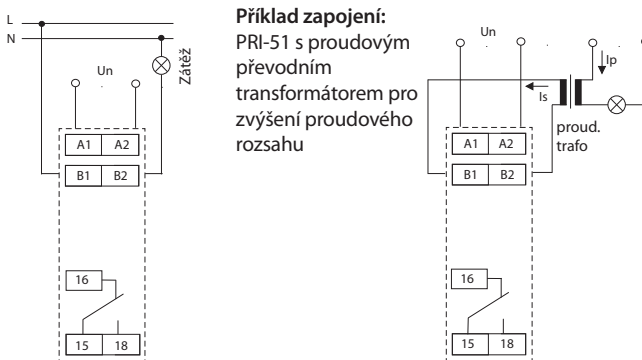 L
N
Un
Zátěž
A1 A2
B1 B2
16
15 18
Příklad zapojení:
PRI-51 s proudovým
převodním
transformátorem pro
zvýšení proudového
rozsahu
Un
Ip
Is
proud.
trafo
A1 A2
B1 B2
16
15 18